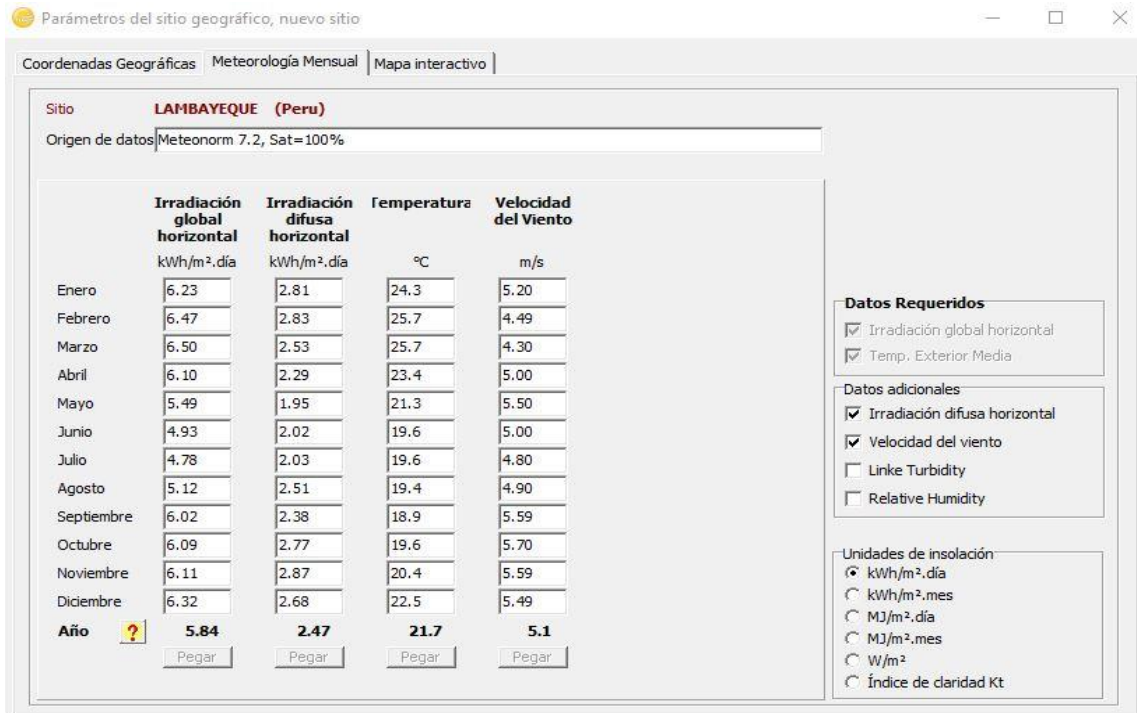 Parámetros del sitio geográfico, nuevo sitio
Coordenadas Geográficas Meteorología Mensual Mapa interactivo
Sitio LAMBAYEQUE (Peru)
Origen de datos Meteonorm 7.2, Sat=100%
Irradiación global horizontal Irradiación difusa horizontal Temperatura Velocidad del Viento
kWh/m².día kWh/m².día °C m/s
Enero 6.23 2.81 24.3 5.20
Febrero 6.47 2.83 25.7 4.49
Marzo 6.50 2.53 25.7 4.30
Abril 6.10 2.29 23.4 5.00
Mayo 5.49 1.95 21.3 5.50
Junio 4.93 2.02 19.6 5.00
Julio 4.78 2.03 19.6 4.80
Agosto 5.12 2.51 19.4 4.90
Septiembre 6.02 2.38 18.9 5.59
Octubre 6.09 2.77 19.6 5.70
Noviembre 6.11 2.87 20.4 5.59
Diciembre 6.32 2.68 22.5 5.49
Año ? 5.84 2.47 21.7 5.1
Pegar Pegar Pegar Pegar
Datos Requeridos
Irradiación global horizontal
Temp. Exterior Media
Datos adicionales
Irradiación difusa horizontal
Velocidad del viento
Linke Turbidity
Relative Humidity
Unidades de insolación
kWh/m².día
kWh/m².mes
MJ/m².día
MJ/m².mes
W/m²
Índice de claridad Kt